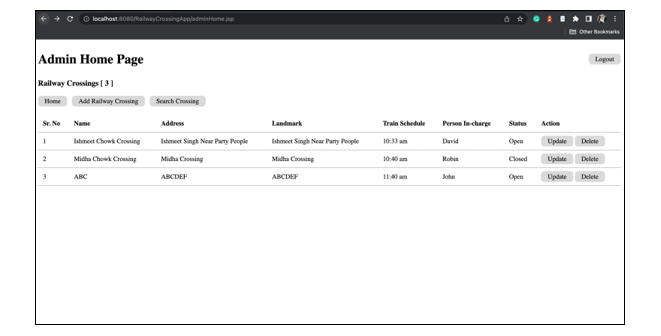 localhost:8080/RailwayCrossingApp/adminHome.jsp
Other Bookmarks
Admin Home Page
Logout
Railway Crossings [ 3 ]
Home Add Railway Crossing Search Crossing
Sr. No Name Address Landmark Train Schedule Person In-charge Status Action
1 Ishmeet Chowk Crossing Ishmeet Singh Near Party People Ishmeet Singh Near Party People 10:33 am David Open Update Delete
2 Midha Chowk Crossing Midha Crossing Midha Crossing 10:40 am Robin Closed Update Delete
3 ABC ABCDEF ABCDEF 11:40 am John Open Update Delete